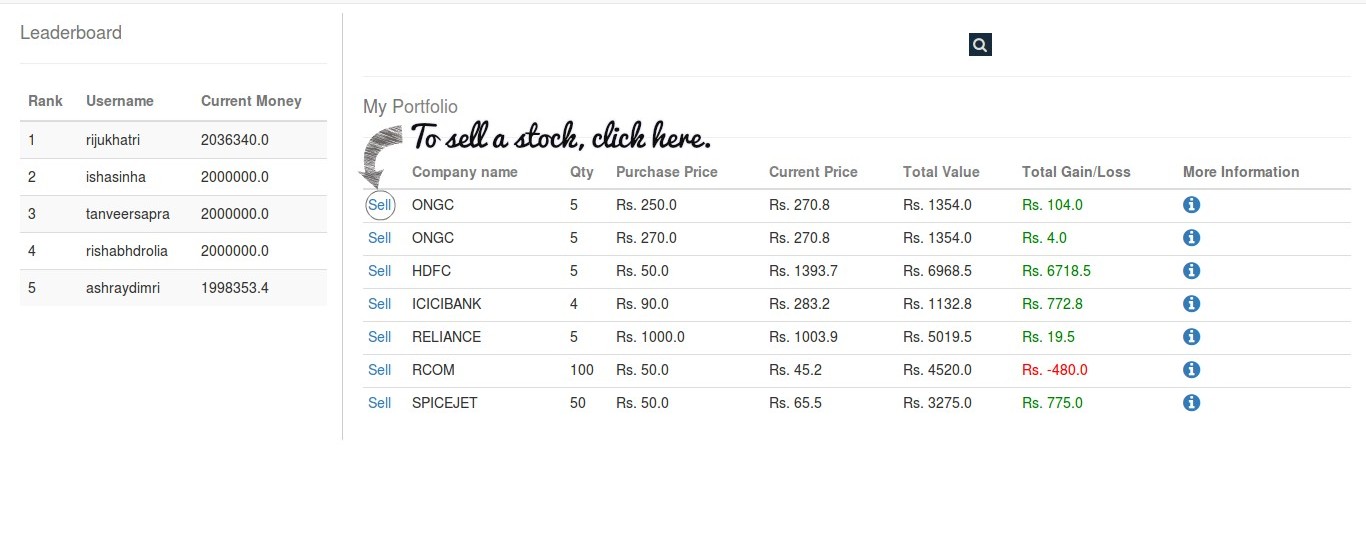 Leaderboard
Rank Username Current Money
1 rijukhatri 2036340.0
2 ishasinha 2000000.0
3 tanveersapra 2000000.0
4 rishabhdrolia 2000000.0
5 ashraydimri 1998353.4
My Portfolio
To sell a stock, click here.
Company name Qty Purchase Price Current Price Total Value Total Gain/Loss More Information
Sell ONGC 5 Rs. 250.0 Rs. 270.8 Rs. 1354.0 Rs. 104.0
Sell ONGC 5 Rs. 270.0 Rs. 270.8 Rs. 1354.0 Rs. 4.0
Sell HDFC 5 Rs. 50.0 Rs. 1393.7 Rs. 6968.5 Rs. 6718.5
Sell ICICIBANK 4 Rs. 90.0 Rs. 283.2 Rs. 1132.8 Rs. 772.8
Sell RELIANCE 5 Rs. 1000.0 Rs. 1003.9 Rs. 5019.5 Rs. 19.5
Sell RCOM 100 Rs. 50.0 Rs. 45.2 Rs. 4520.0 Rs. -480.0
Sell SPICEJET 50 Rs. 50.0 Rs. 65.5 Rs. 3275.0 Rs. 775.0